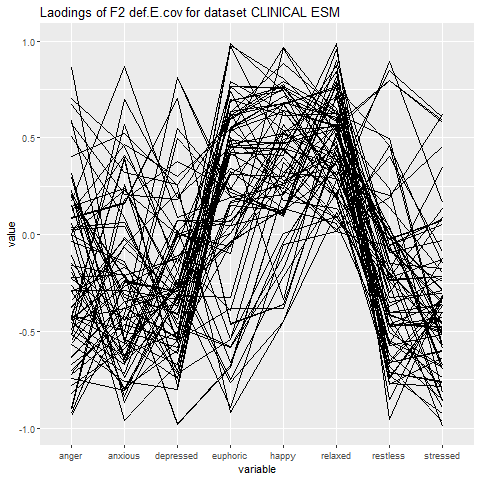 Laodings of F2 def.E.cov for dataset CLINICAL ESM
1.0
0.5
0.0
-0.5
-1.0
value
anger anxious depressed euphoric happy relaxed restless stressed
variable